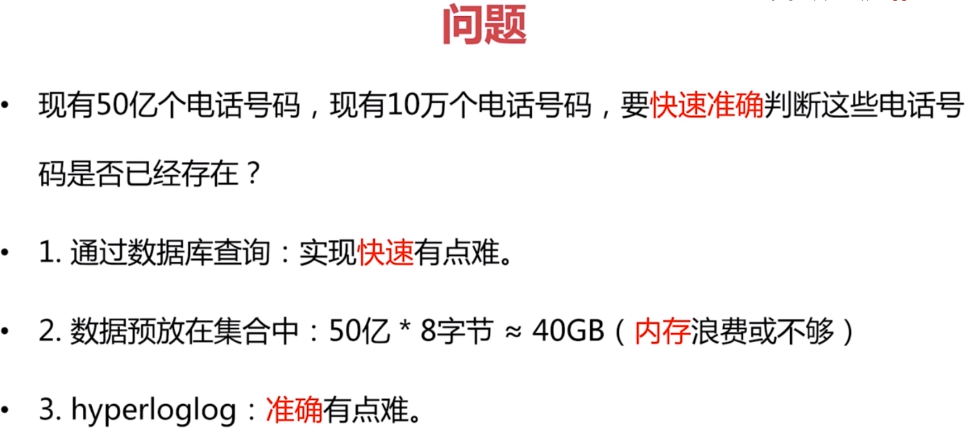 问题
• 现有50亿个电话号码，现有10万个电话号码，要快速准确判断这些电话号
码是否已经存在？
• 1. 通过数据库查询：实现快速有点难。
• 2. 数据预放在集合中：50亿 * 8字节 ≈ 40GB（内存浪费或不够）
• 3. hyperloglog：准确有点难。